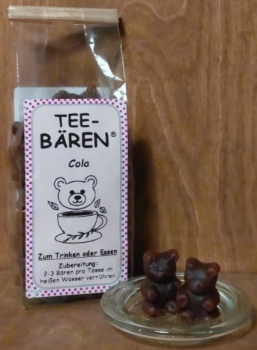 TEE-
BÄREN®
Cola
Zum Trinken oder Essen
Zubereitung:
2-3 Bären pro Tasse im
heißen Wasser verrühren